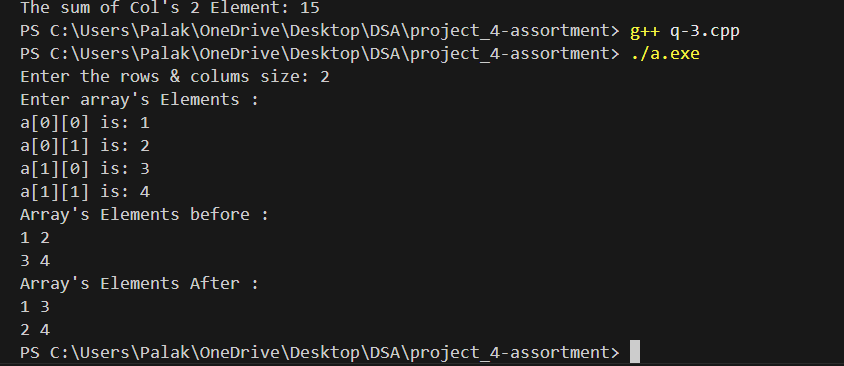 The sum of Col's 2 Element: 15
PS C:\Users\Palak\OneDrive\Desktop\DSA\project_4-assortment> g++ q-3.cpp
PS C:\Users\Palak\OneDrive\Desktop\DSA\project_4-assortment> ./a.exe
Enter the rows & colums size: 2
Enter array's Elements :
a[0][0] is: 1
a[0][1] is: 2
a[1][0] is: 3
a[1][1] is: 4
Array's Elements before :
1 2
3 4
Array's Elements After :
1 3
2 4
PS C:\Users\Palak\OneDrive\Desktop\DSA\project_4-assortment>